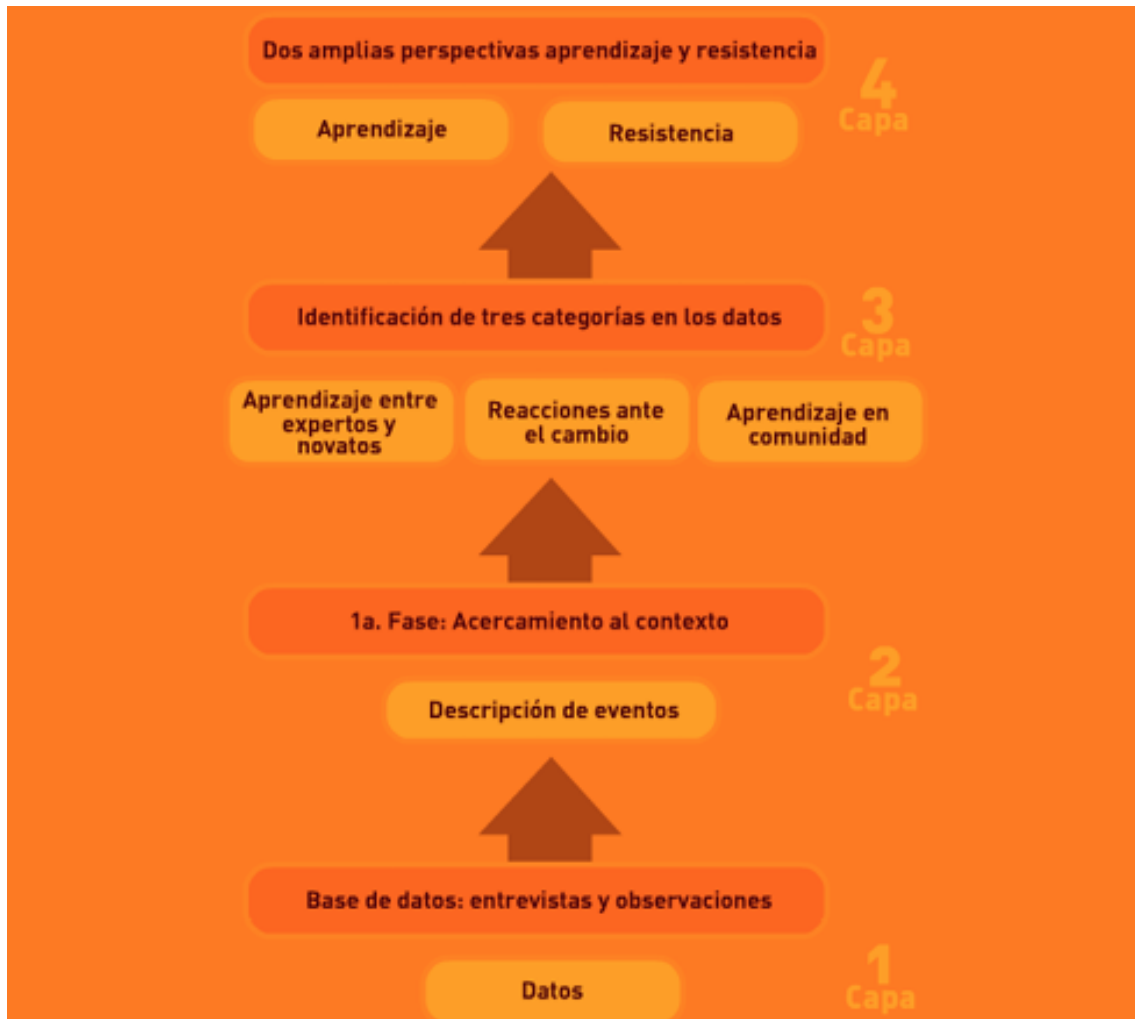 Dos amplias perspectivas aprendizaje y resistencia
4
Capa
Aprendizaje
Resistencia
Identificación de tres categorías en los datos
3
Capa
Aprendizaje entre
expertos y
novatos
Reacciones ante
el cambio
Aprendizaje en
comunidad
1a. Fase: Acercamiento al contexto
2
Capa
Descripción de eventos
Base de datos: entrevistas y observaciones
1
Capa
Datos